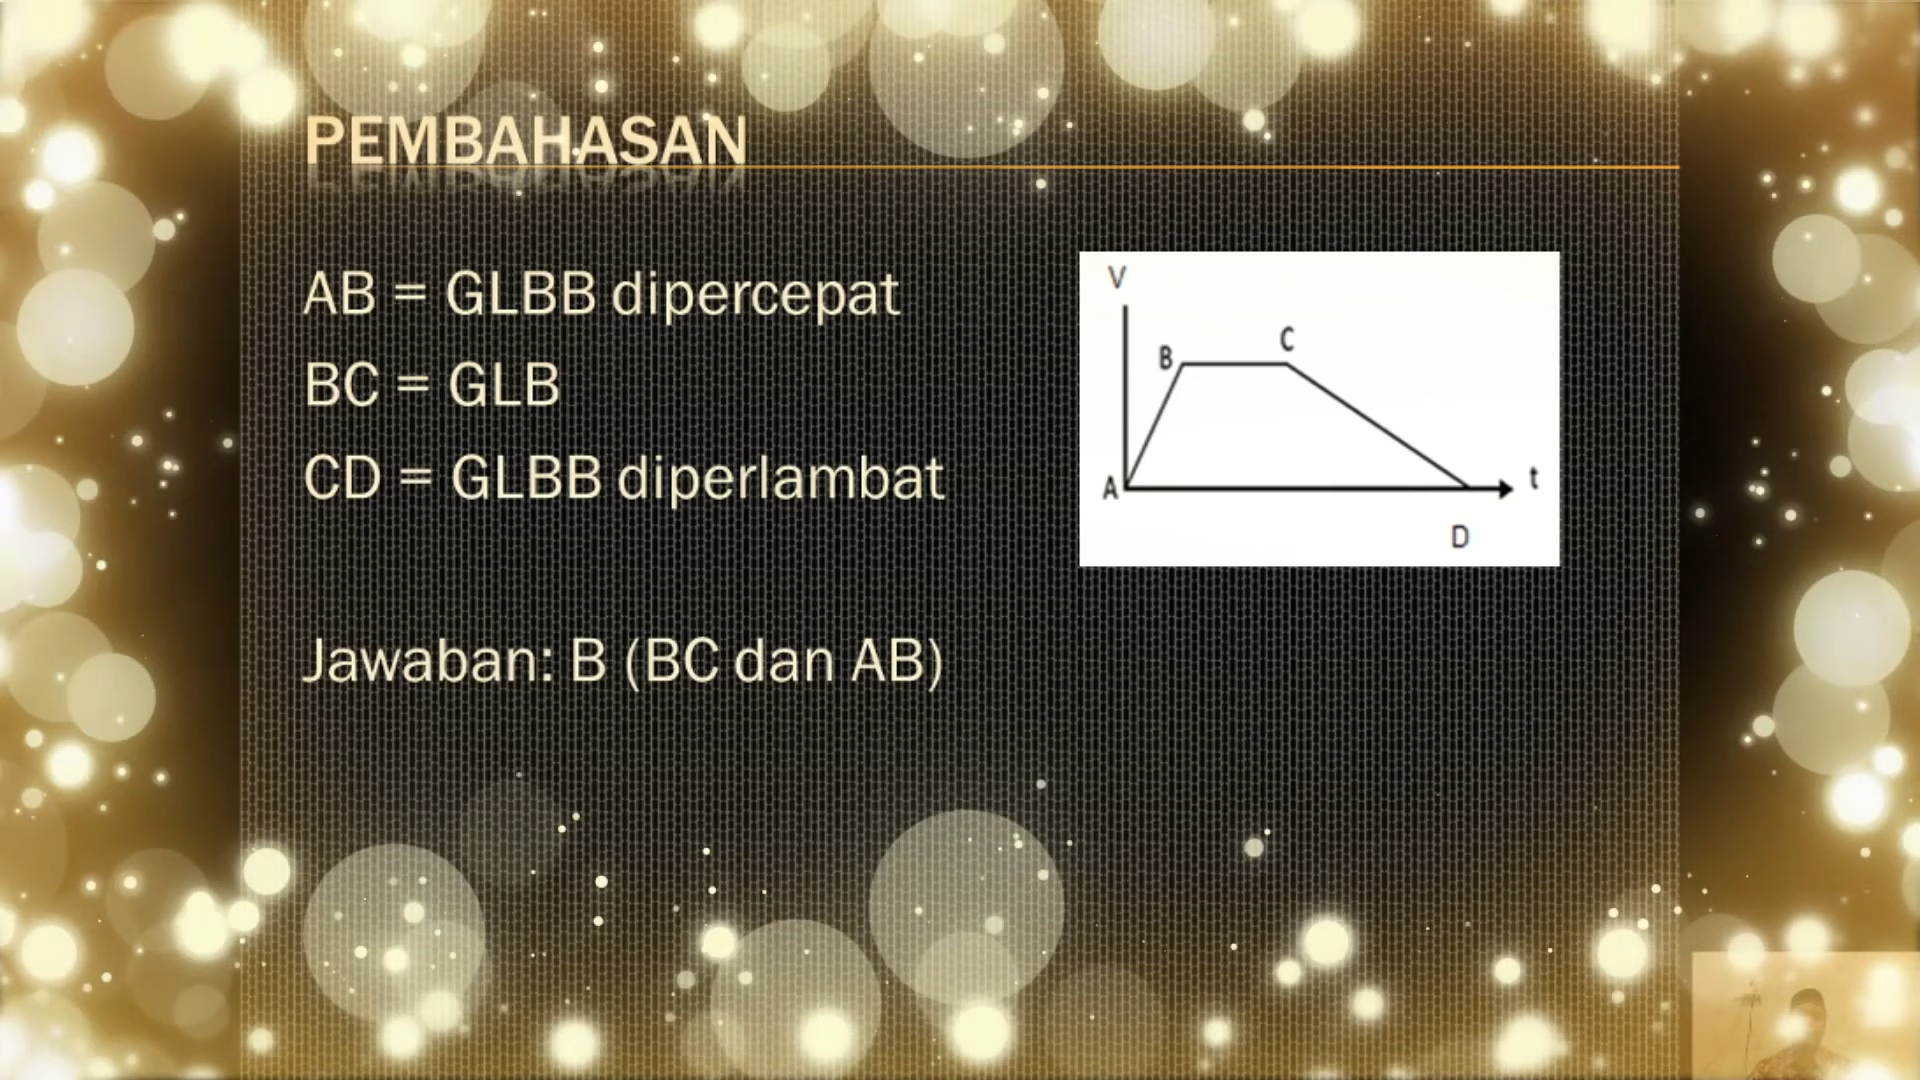 PEMBAHASAN
AB = GLBB dipercepat
BC = GLB
CD = GLBB diperlambat
Jawaban: B (BC dan AB)
V
B
C
A
t
D